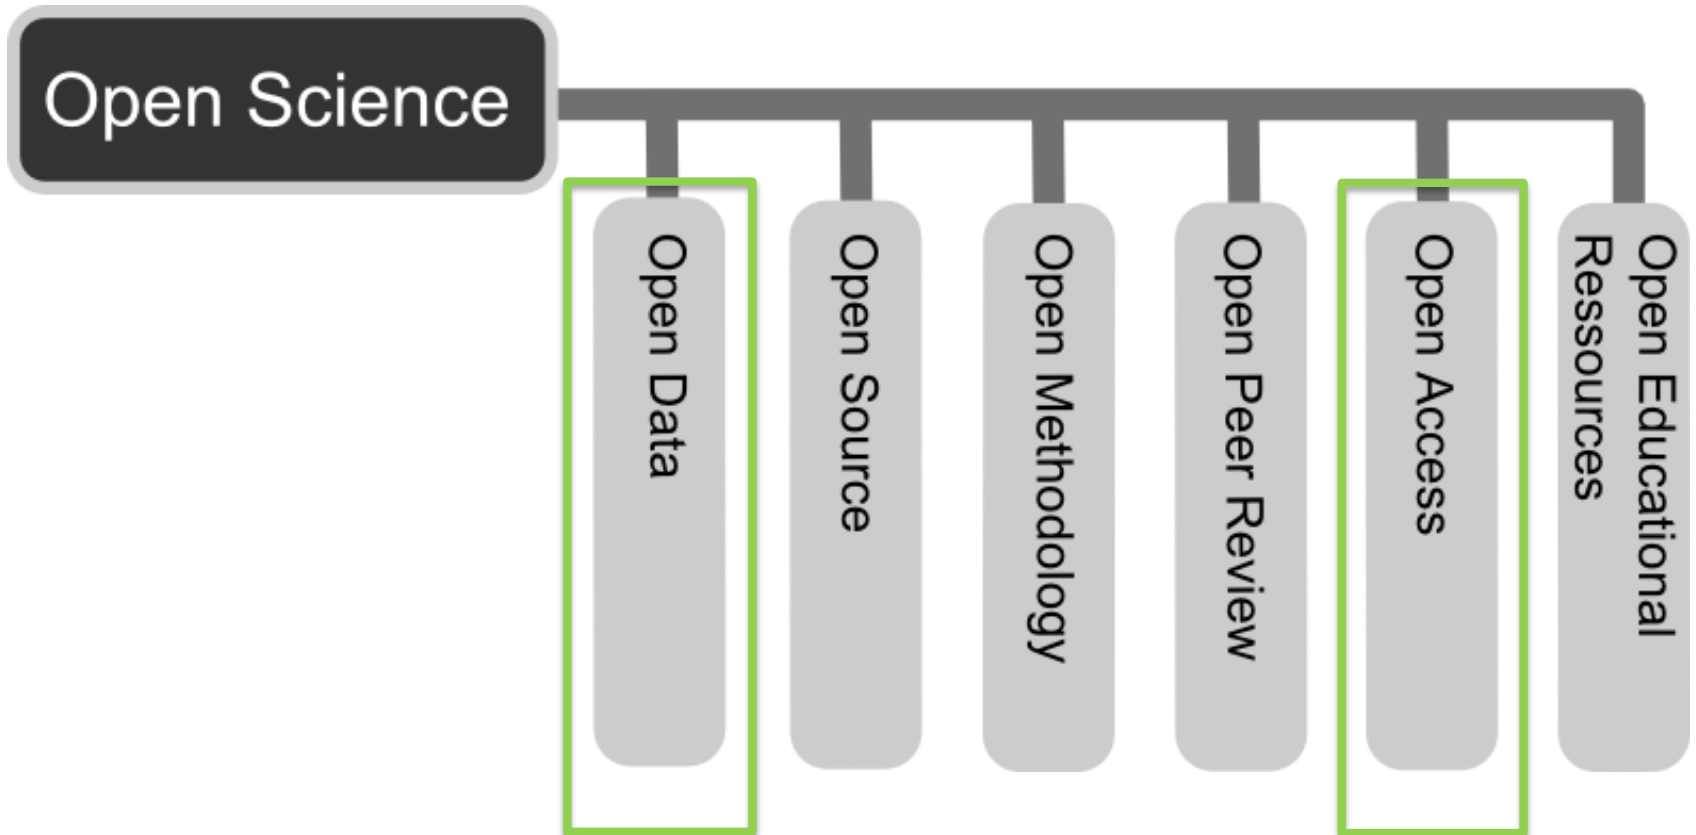 Open Science
Open Data
Open Source
Open Methodology
Open Peer Review
Open Access
Open Educational
Ressources